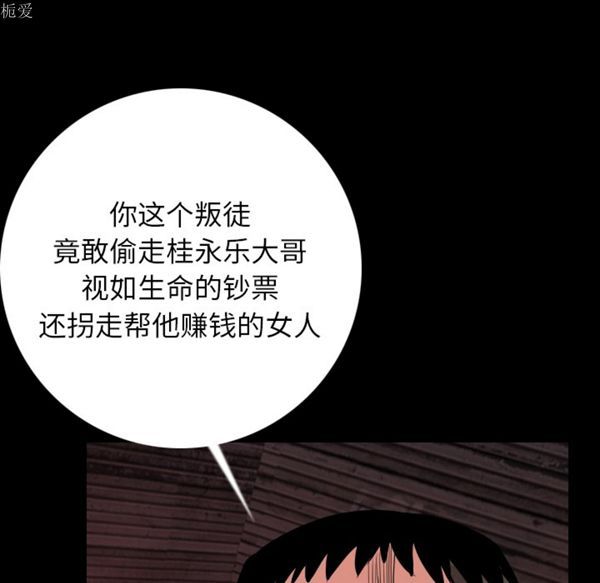 栀爱
你这个叛徒
竟敢偷走桂永乐大哥
视如生命的钞票
还拐走帮他赚钱的女人